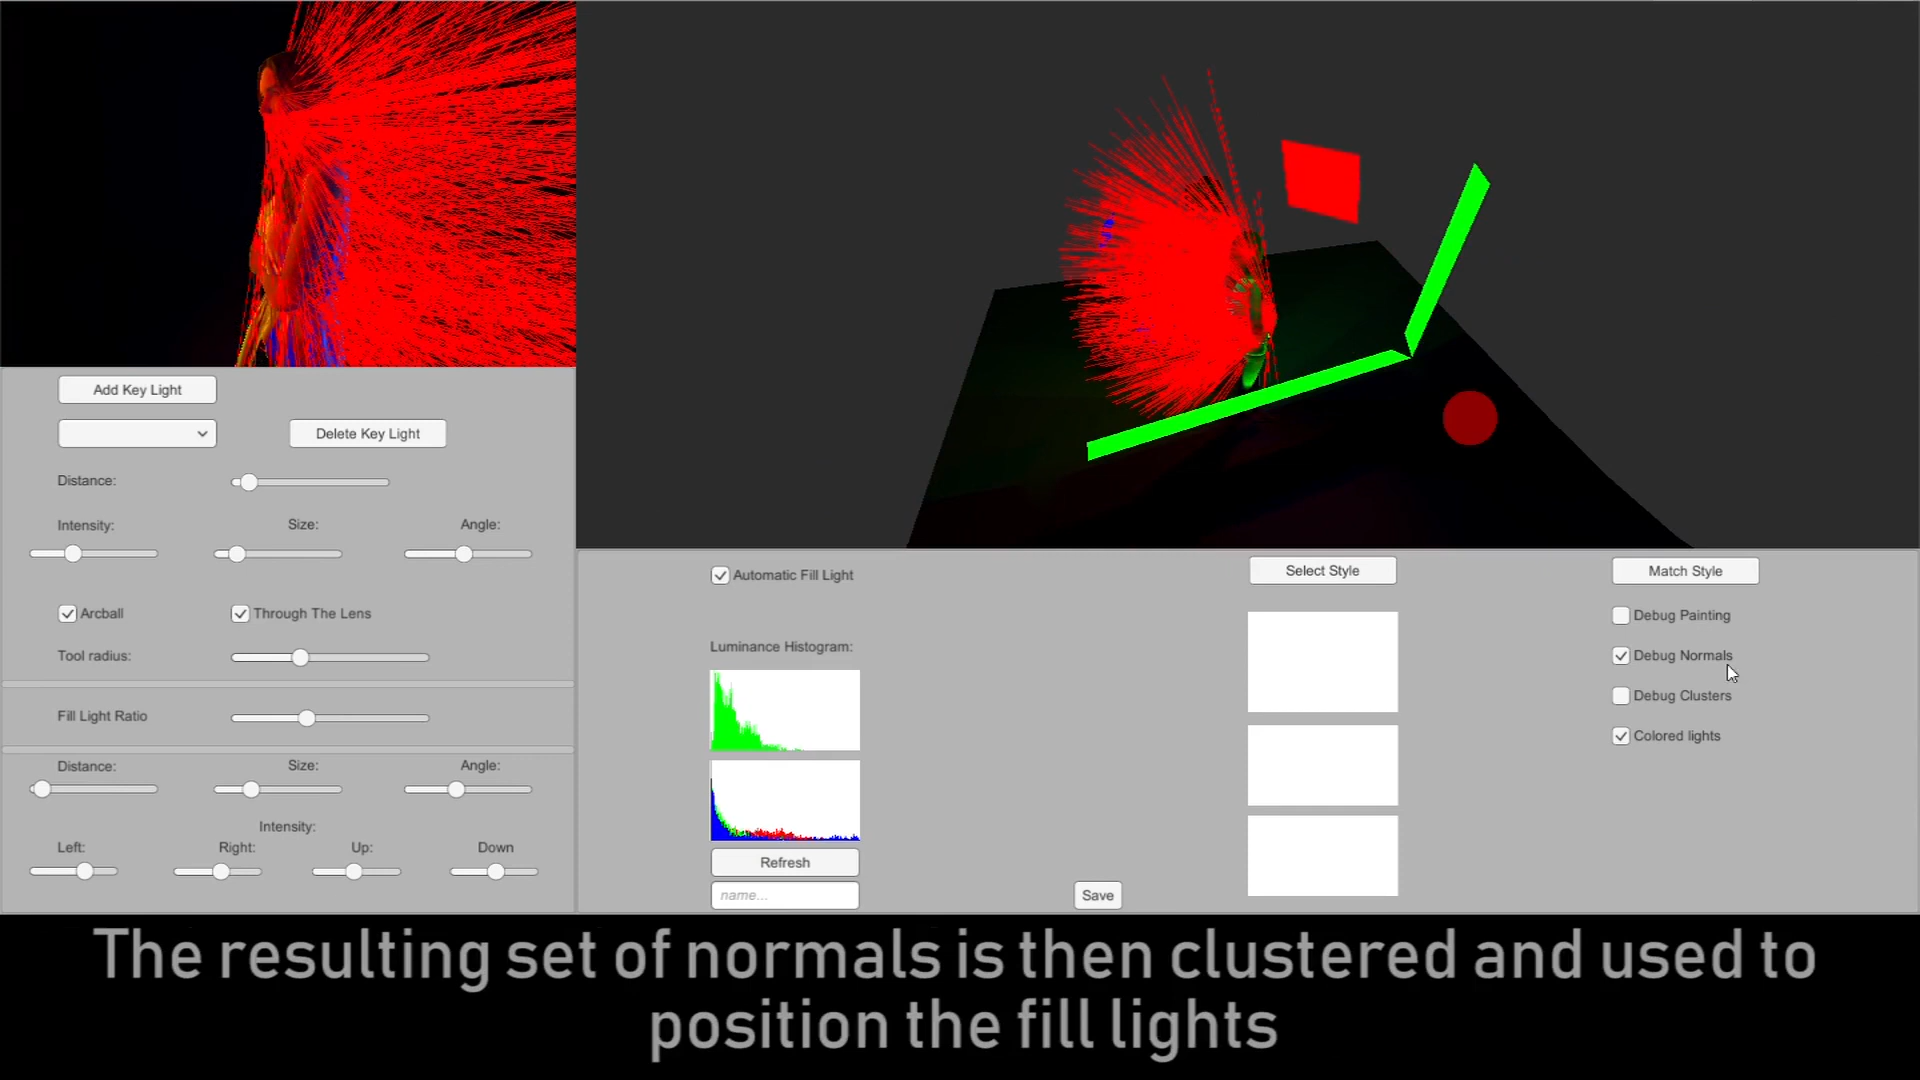 Add Key Light
Delete Key Light
Distance:
Intensity: Size: Angle:
Arcball Through The Lens
Tool radius:
Fill Light Ratio
Distance: Size: Angle:
Intensity:
Left: Right: Up: Down
Automatic Fill Light
Luminance Histogram:
Refresh
name...
Save
Select Style
Match Style
Debug Painting
Debug Normals
Debug Clusters
Colored lights
The resulting set of normals is then clustered and used to
position the fill lights